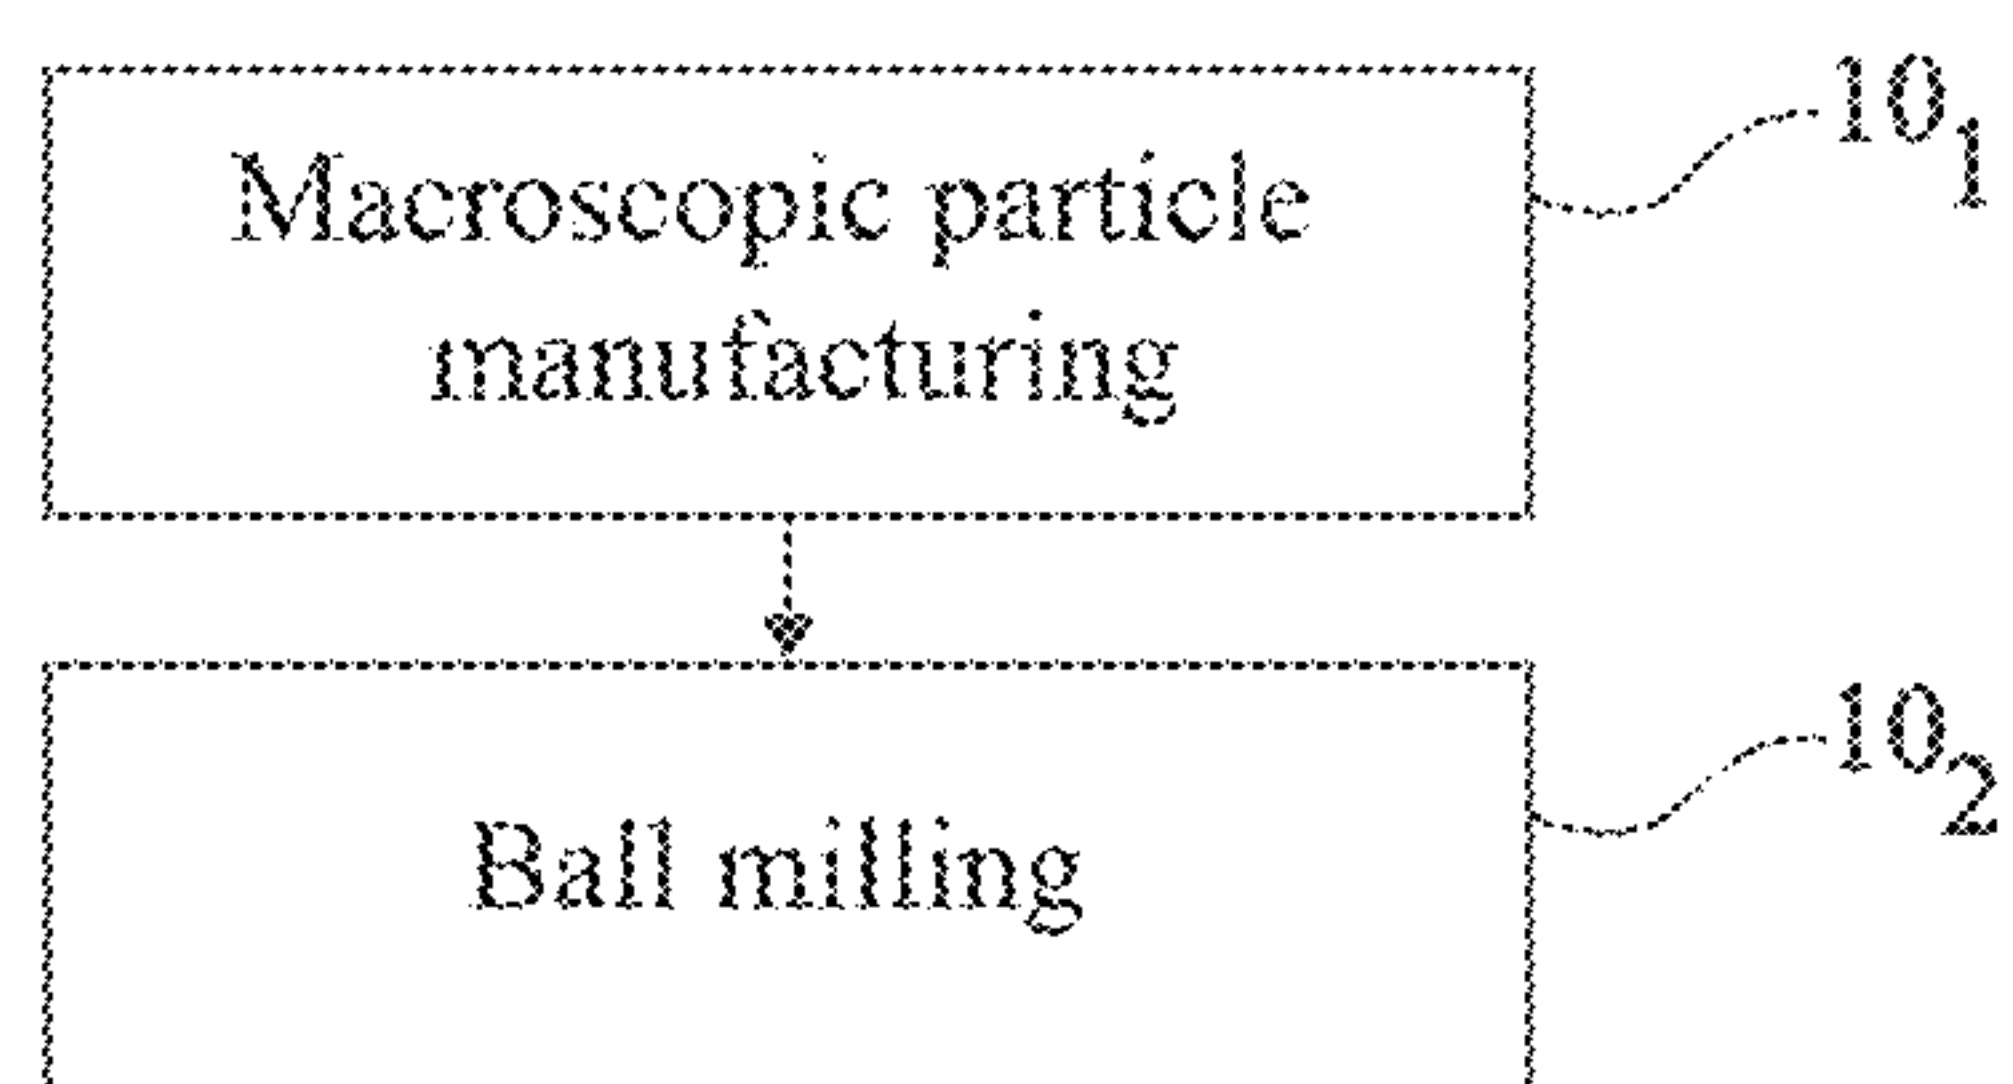 10₁
Macroscopic particle
manufacturing
10₂
Ball milling